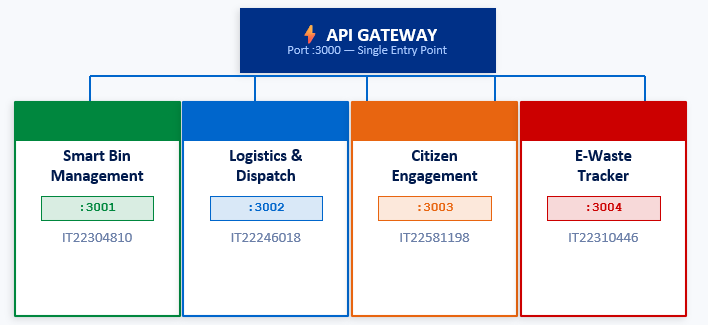 ⚡ API GATEWAY
Port :3000 — Single Entry Point
Smart Bin
Management
:3001
IT22304810
Logistics &
Dispatch
:3002
IT22246018
Citizen
Engagement
:3003
IT22581198
E-Waste
Tracker
:3004
IT22310446